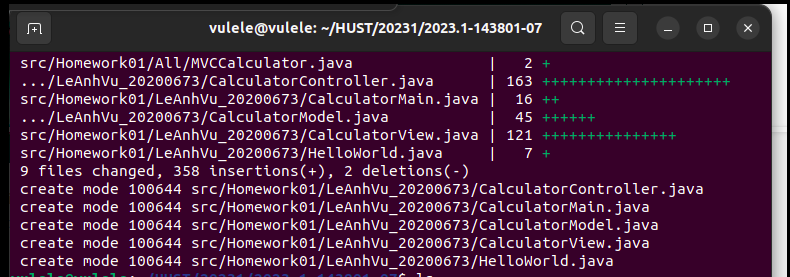 vulele@vulele: ~/HUST/20231/2023.1-143801-07
src/Homework01/All/MVCCalculator.java | 2 +
.../LeAnhVu_20200673/CalculatorController.java | 163 ++++++++++++++++++++++
src/Homework01/LeAnhVu_20200673/CalculatorMain.java | 16 ++
.../LeAnhVu_20200673/CalculatorModel.java | 45 ++++++
src/Homework01/LeAnhVu_20200673/CalculatorView.java | 121 +++++++++++++++
src/Homework01/LeAnhVu_20200673/HelloWorld.java | 7 +
9 files changed, 358 insertions(+), 2 deletions(-)
create mode 100644 src/Homework01/LeAnhVu_20200673/CalculatorController.java
create mode 100644 src/Homework01/LeAnhVu_20200673/CalculatorMain.java
create mode 100644 src/Homework01/LeAnhVu_20200673/CalculatorModel.java
create mode 100644 src/Homework01/LeAnhVu_20200673/CalculatorView.java
create mode 100644 src/Homework01/LeAnhVu_20200673/HelloWorld.java